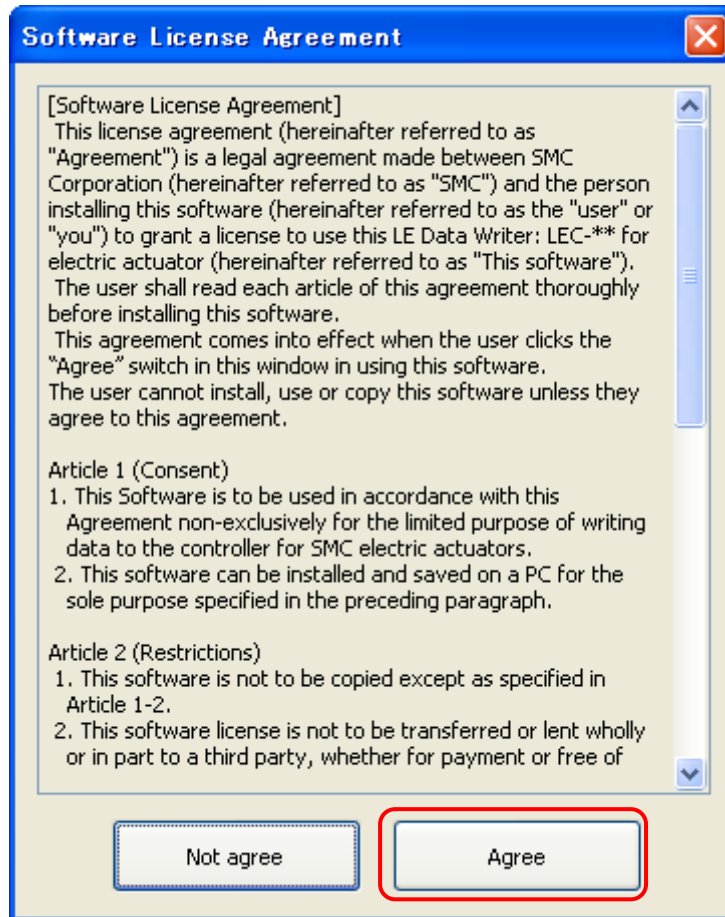 Software License Agreement
[Software License Agreement]
This license agreement (hereinafter referred to as
"Agreement") is a legal agreement made between SMC
Corporation (hereinafter referred to as "SMC") and the person
installing this software (hereinafter referred to as the "user" or
"you") to grant a license to use this LE Data Writer: LEC-** for
electric actuator (hereinafter referred to as "This software").
The user shall read each article of this agreement thoroughly
before installing this software.
This agreement comes into effect when the user clicks the
“Agree” switch in this window in using this software.
The user cannot install, use or copy this software unless they
agree to this agreement.
Article 1 (Consent)
1. This Software is to be used in accordance with this
Agreement non-exclusively for the limited purpose of writing
data to the controller for SMC electric actuators.
2. This software can be installed and saved on a PC for the
sole purpose specified in the preceding paragraph.
Article 2 (Restrictions)
1. This software is not to be copied except as specified in
Article 1-2.
2. This software license is not to be transferred or lent wholly
or in part to a third party, whether for payment or free of
Not agree
Agree